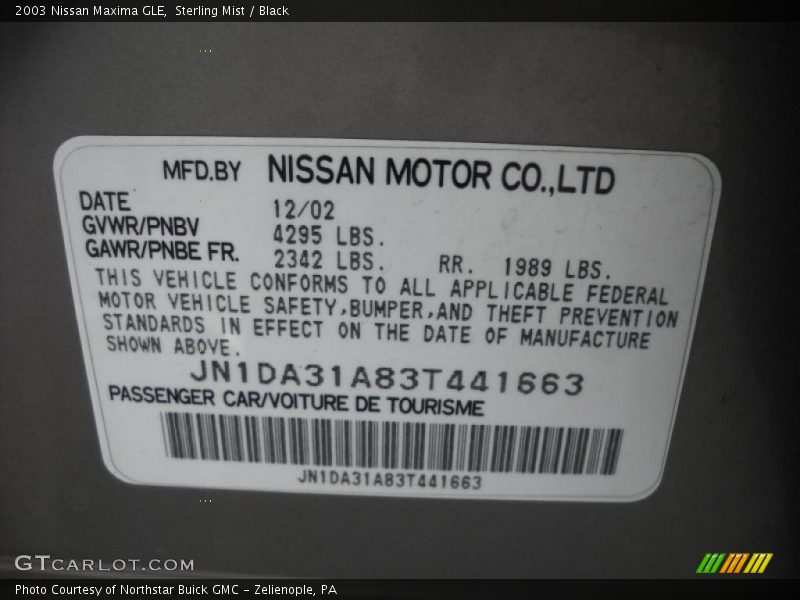 2003 Nissan Maxima GLE,  Sterling Mist / Black
MFD.BY NISSAN MOTOR CO.,LTD
DATE 12/02
GVWR/PNBV 4295 LBS.
GAWR/PNBE FR. 2342 LBS. RR. 1989 LBS.
THIS VEHICLE CONFORMS TO ALL APPLICABLE FEDERAL
MOTOR VEHICLE SAFETY,BUMPER,AND THEFT PREVENTION
STANDARDS IN EFFECT ON THE DATE OF MANUFACTURE
SHOWN ABOVE.
JN1DA31A83T441663
PASSENGER CAR/VOITURE DE TOURISME
JN1DA31A83T441663
GTCARLOT.COM
Photo Courtesy of Northstar Buick GMC - Zelienople, PA